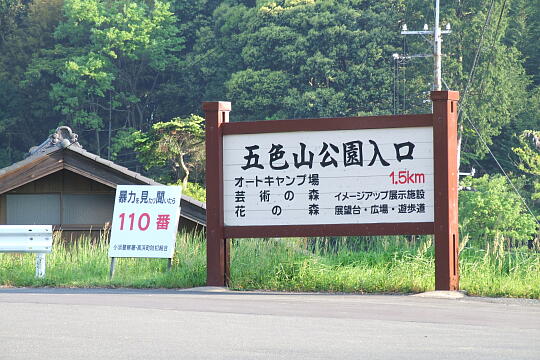 五色山公園入口
オートキャンプ場 1.5km
芸術の森 イメージアップ展示施設
花の森 展望台・広場・遊歩道
暴力を見たり聞いたら
110番